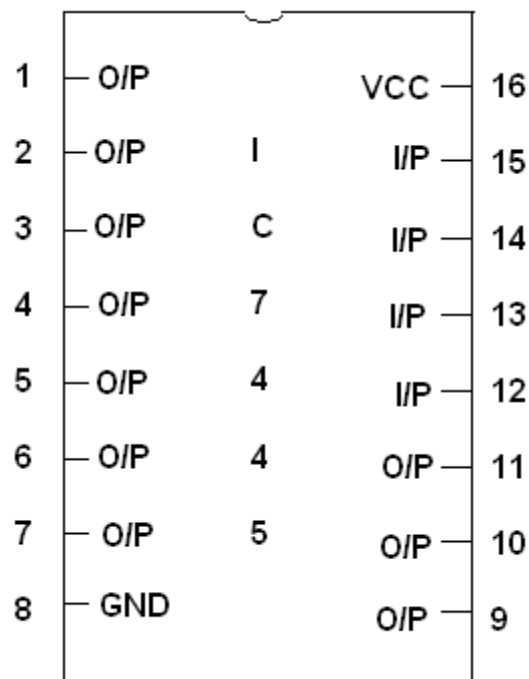 1 O/P VCC 16
2 O/P I I/P 15
3 O/P C I/P 14
4 O/P 7 I/P 13
5 O/P 4 I/P 12
6 O/P 4 O/P 11
7 O/P 5 O/P 10
8 GND O/P 9